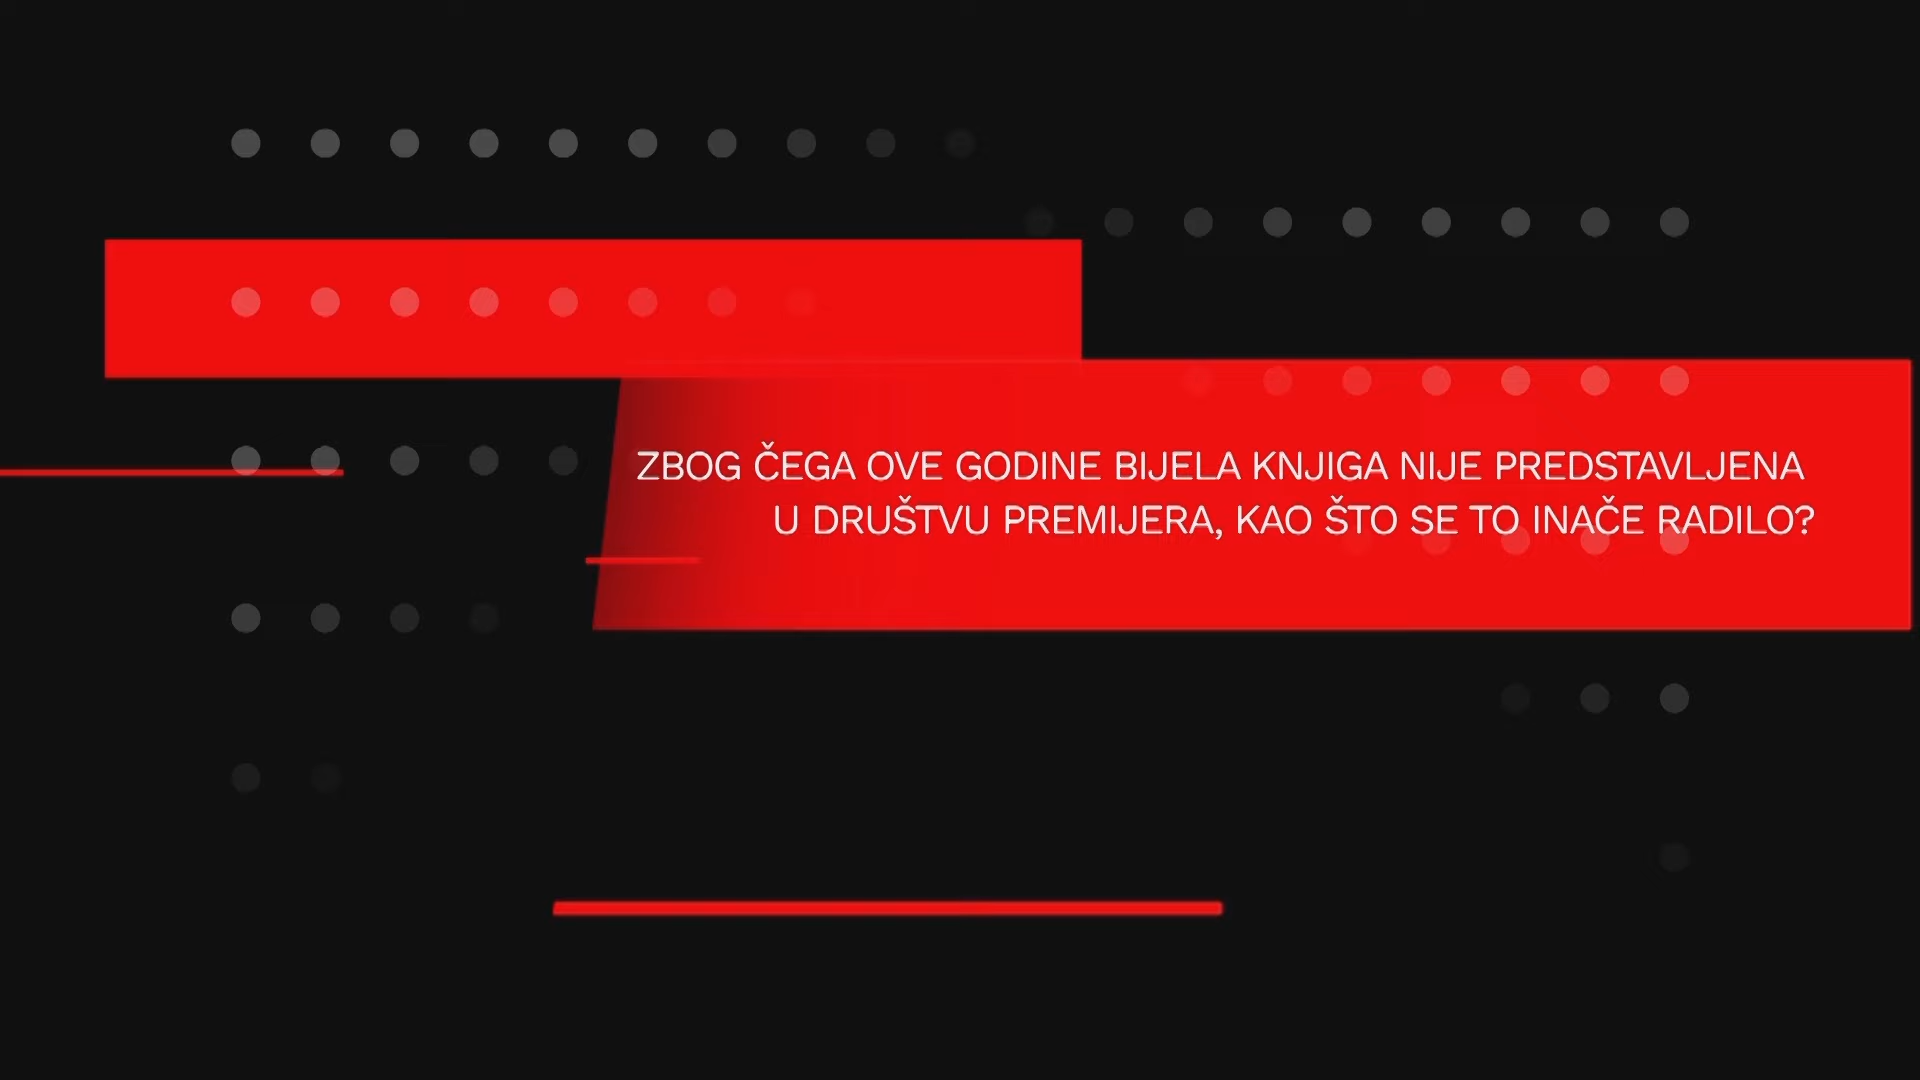 ZBOG ČEGA OVE GODINE BIJELA KNJIGA NIJE PREDSTAVLJENA
U DRUŠTVU PREMIJERA, KAO ŠTO SE TO INAČE RADILO?